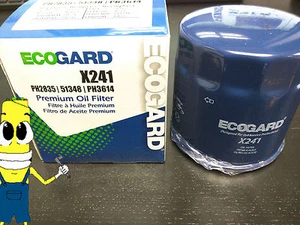 ECOGARD
X241
PH2835 | 51348 | PH3614
Premium Oil Filter
Filtre à Huile Premium
Filtro de Aceite Premium
ECOGARD
ECOGARD
X241